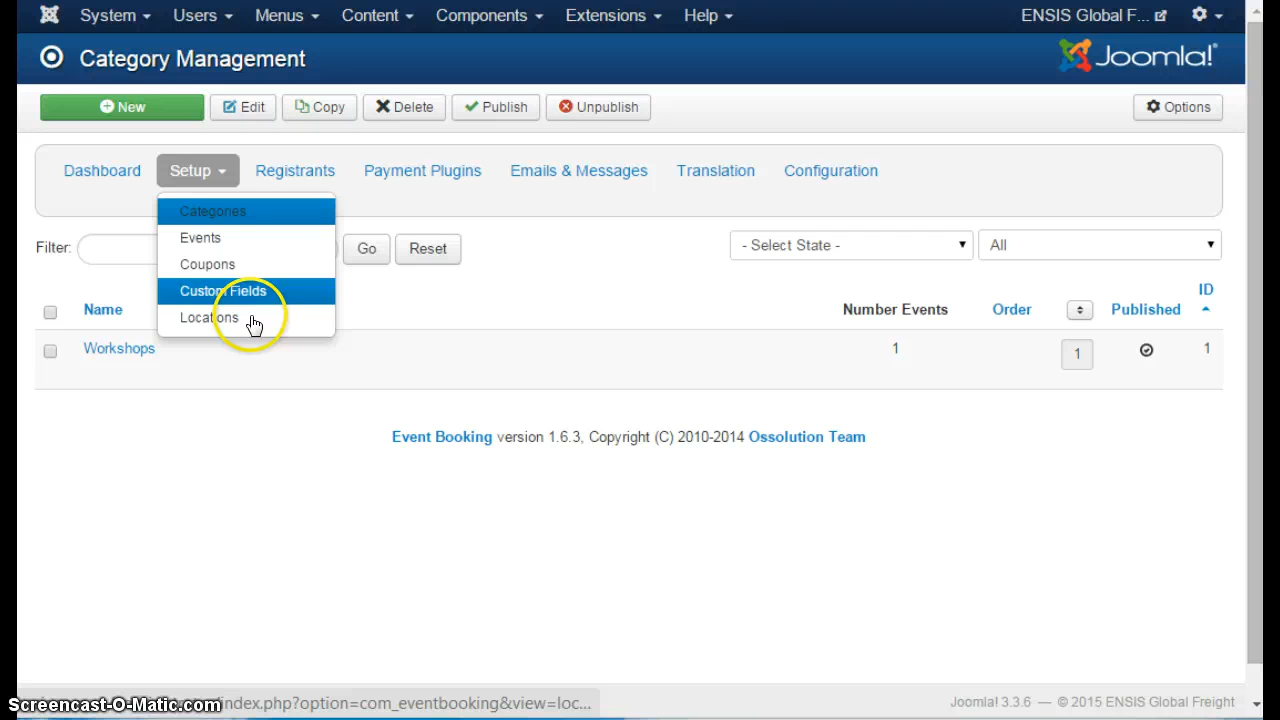 System Users Menus Content Components Extensions Help ENSIS Global F...
Category Management Joomla!
New Edit Copy Delete Publish Unpublish Options
Dashboard Setup Registrants Payment Plugins Emails & Messages Translation Configuration
Categories
Events
Coupons
Custom Fields
Locations
Filter: Go Reset - Select State - All
Name Number Events Order Published ID
Workshops 1 1 1
Event Booking version 1.6.3, Copyright (C) 2010-2014 Ossolution Team
Screencast-O-Matic.com index.php?option=com_eventbooking&view=loc... Joomla! 3.3.6 — © 2015 ENSIS Global Freight